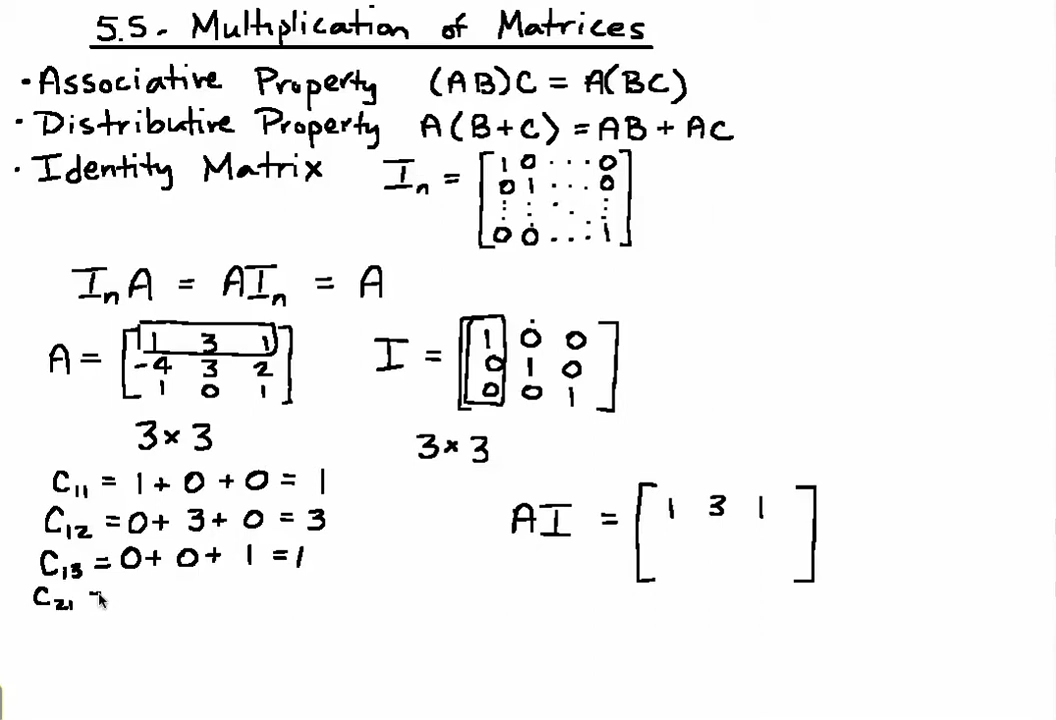 5.5 - Multiplication of Matrices
• Associative Property (AB)C = A(BC)
• Distributive Property A(B+C) = AB + AC
• Identity Matrix Iₙ = [1 0 ... 0
0 1 ... 0
⋮ ⋮ ⋱ ⋮
0 0 ... 1]
IₙA = AIₙ = A
A = [1 3 1
-4 3 2
1 0 1]
3 × 3
I = [1 0 0
0 1 0
0 0 1]
3 × 3
C₁₁ = 1 + 0 + 0 = 1
C₁₂ = 0 + 3 + 0 = 3
C₁₃ = 0 + 0 + 1 = 1
C₂₁ =
AI = [1 3 1]